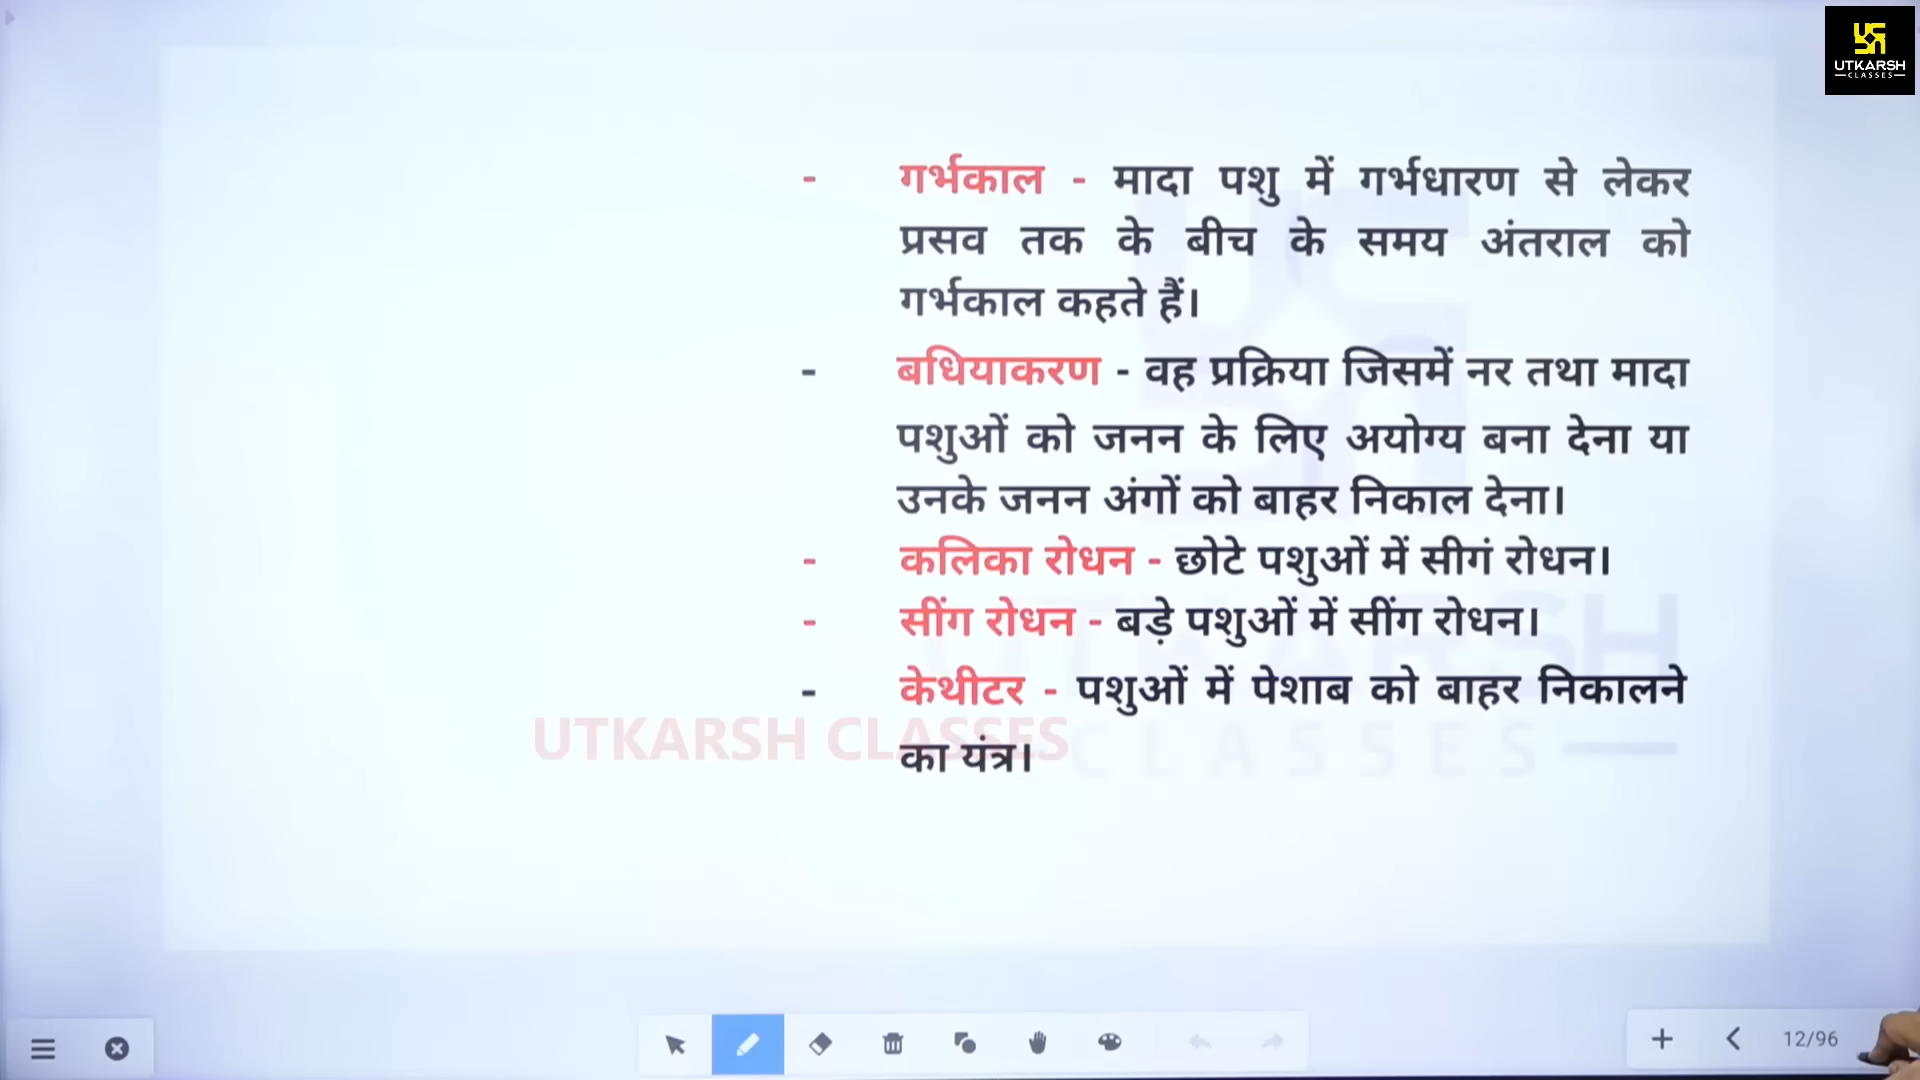 UTKARSH
CLASSES
- गर्भकाल - मादा पशु में गर्भधारण से लेकर
प्रसव तक के बीच के समय अंतराल को
गर्भकाल कहते हैं।
- बधियाकरण - वह प्रक्रिया जिसमें नर तथा मादा
पशुओं को जनन के लिए अयोग्य बना देना या
उनके जनन अंगों को बाहर निकाल देना।
- कलिका रोधन - छोटे पशुओं में सीगं रोधन।
- सींग रोधन - बड़े पशुओं में सींग रोधन।
- केथीटर - पशुओं में पेशाब को बाहर निकालने
का यंत्र।
UTKARSH CLASSES
UTKARSH
CLASSES
12/96